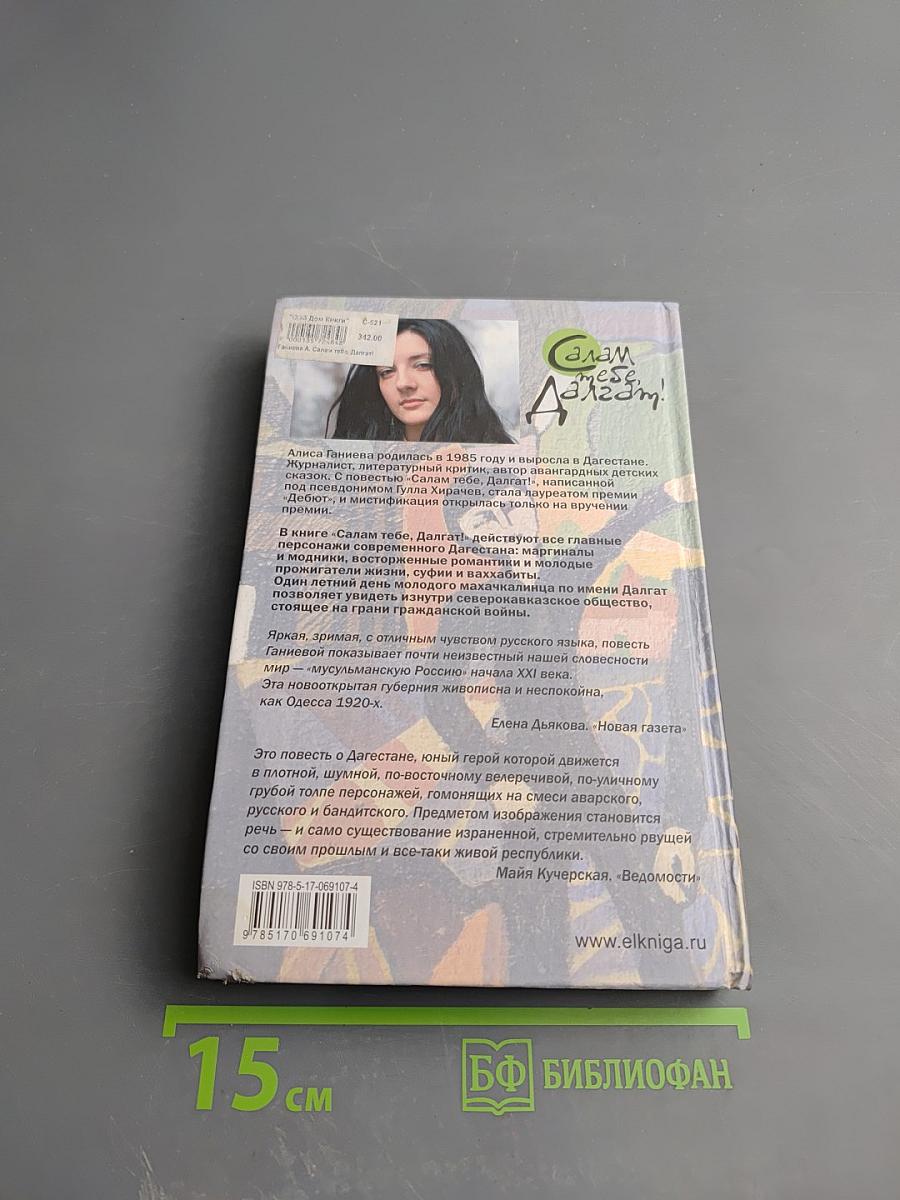 Дом Книги" С-521
342.00
Ганиева А. Салам тебе, Далгат!
Салам
тебе,
Далгат!
Алиса Ганиева родилась в 1985 году и выросла в Дагестане.
Журналист, литературный критик, автор авангардных детских
сказок. С повестью «Салам тебе, Далгат!», написанной
под псевдонимом Гулла Хирачев, стала лауреатом премии
«Дебют», и мистификация открылась только на вручении
премии.
В книге «Салам тебе, Далгат!» действуют все главные
персонажи современного Дагестана: маргиналы
и модники, восторженные романтики и молодые
прожигатели жизни, суфии и ваххабиты.
Один летний день молодого махачкалинца по имени Далгат
позволяет увидеть изнутри северокавказское общество,
стоящее на грани гражданской войны.
Яркая, зримая, с отличным чувством русского языка, повесть
Ганиевой показывает почти неизвестный нашей словесности
мир — «мусульманскую Россию» начала XXI века.
Эта новооткрытая губерния живописна и неспокойна,
как Одесса 1920-х.
Елена Дьякова. «Новая газета»
Это повесть о Дагестане, юный герой которой движется
в плотной, шумной, по-восточному велеречивой, по-уличному
грубой толпе персонажей, гомонящих на смеси аварского,
русского и бандитского. Предметом изображения становится
речь — и само существование израненной, стремительно рвущей
со своим прошлым и все-таки живой республики.
Майя Кучерская. «Ведомости»
ISBN 978-5-17-069107-4
9 785170 691074
www.elkniga.ru
15 см
БФ БИБЛИОФАН